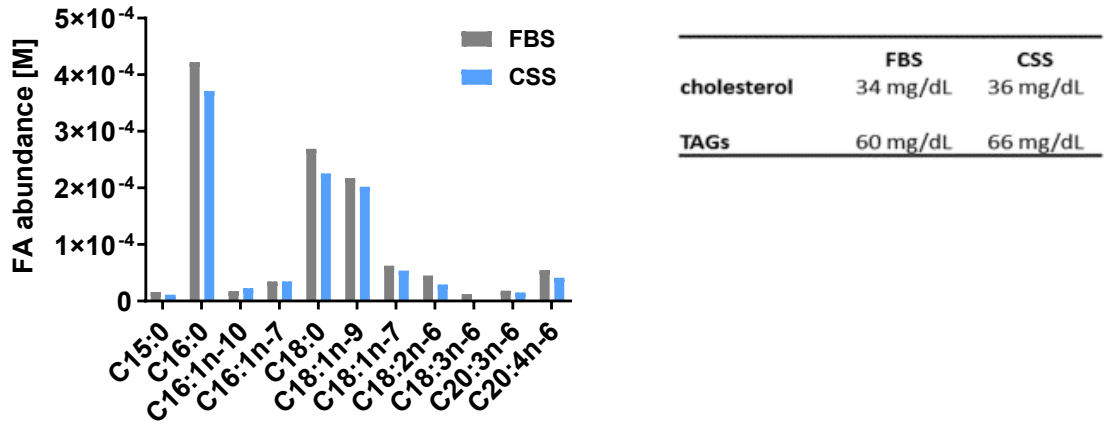 FA abundance [M]
5×10⁻⁴
4×10⁻⁴
3×10⁻⁴
2×10⁻⁴
1×10⁻⁴
0
FBS
CSS
C15:0
C16:0
C16:1n-10
C16:1n-7
C18:0
C18:1n-9
C18:1n-7
C18:2n-6
C18:3n-6
C20:3n-6
C20:4n-6
FBS CSS
cholesterol 34 mg/dL 36 mg/dL
TAGs 60 mg/dL 66 mg/dL